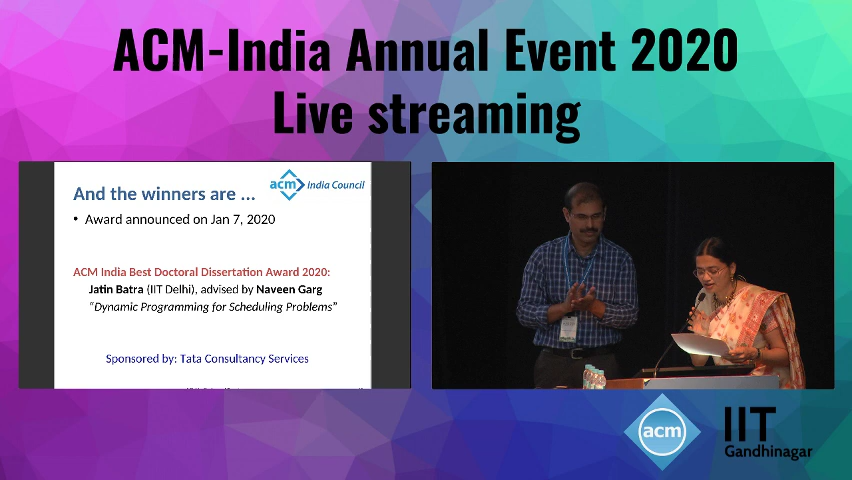 ACM-India Annual Event 2020
Live streaming
acm India Council
And the winners are ...
• Award announced on Jan 7, 2020
ACM India Best Doctoral Dissertation Award 2020:
Jatin Batra (IIT Delhi), advised by Naveen Garg
“Dynamic Programming for Scheduling Problems”
Sponsored by: Tata Consultancy Services
acm
IIT
Gandhinagar